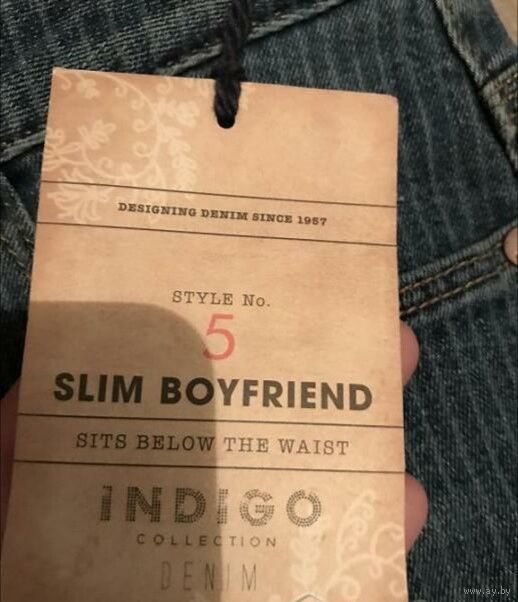 DESIGNING DENIM SINCE 1957
STYLE No.
5
SLIM BOYFRIEND
SITS BELOW THE WAIST
INDIGO
COLLECTION
DENIM
www.ay.by